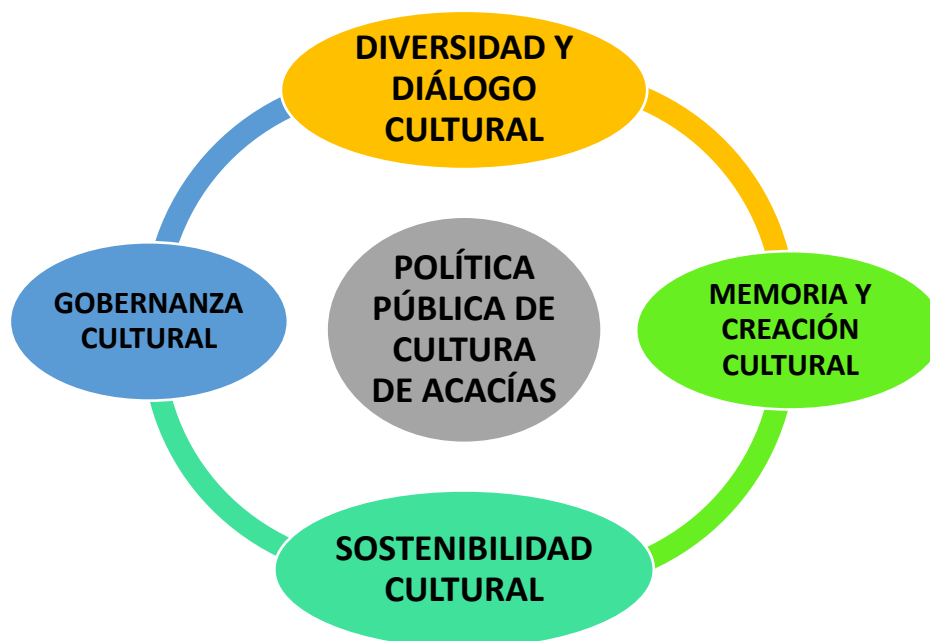 DIVERSIDAD Y
DIÁLOGO
CULTURAL
GOBERNANZA
CULTURAL
POLÍTICA
PÚBLICA DE
CULTURA
DE ACACÍAS
MEMORIA Y
CREACIÓN
CULTURAL
SOSTENIBILIDAD
CULTURAL